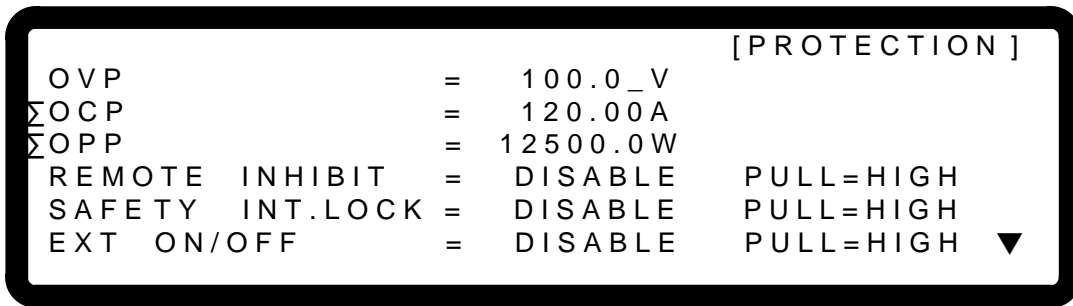 [PROTECTION]
OVP = 100.0_V
∑OCP = 120.00A
∑OPP = 12500.0W
REMOTE INHIBIT = DISABLE PULL=HIGH
SAFETY INT.LOCK = DISABLE PULL=HIGH
EXT ON/OFF = DISABLE PULL=HIGH ▼